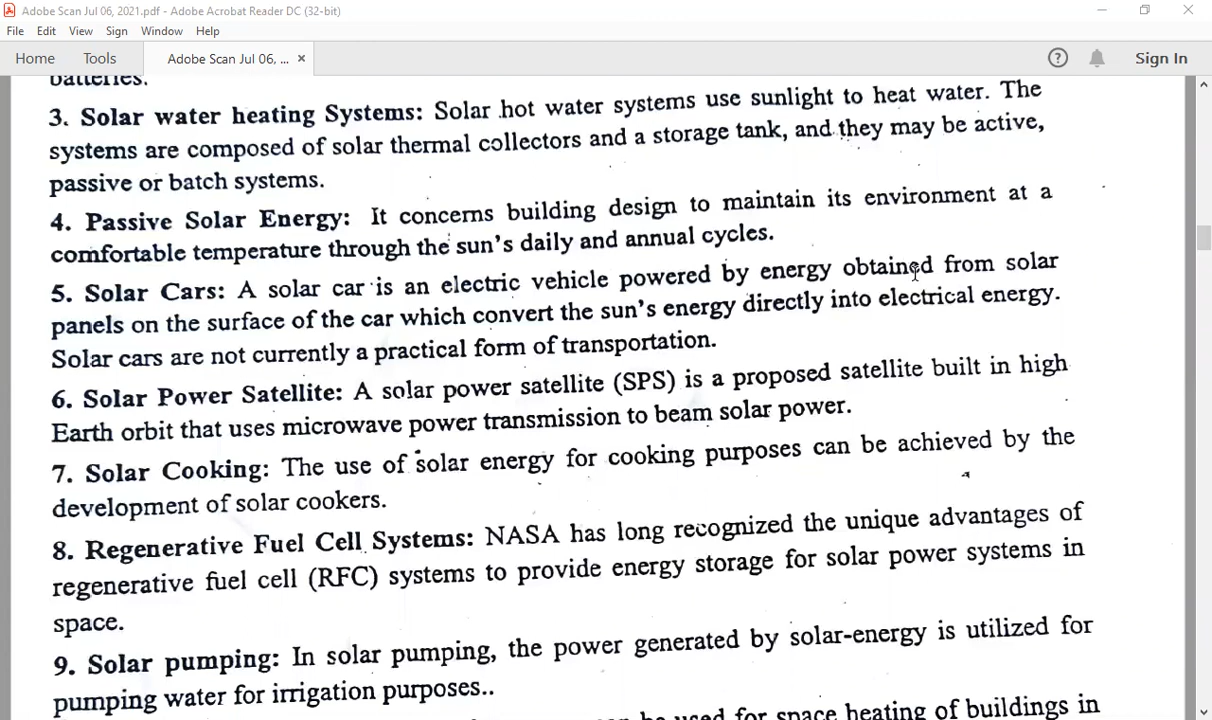 Adobe Scan Jul 06, 2021.pdf - Adobe Acrobat Reader DC (32-bit)
File Edit View Sign Window Help
Home Tools Adobe Scan Jul 06, ... × Sign In
batteries.
3. Solar water heating Systems: Solar hot water systems use sunlight to heat water. The
systems are composed of solar thermal collectors and a storage tank, and they may be active,
passive or batch systems.
4. Passive Solar Energy: It concerns building design to maintain its environment at a
comfortable temperature through the sun's daily and annual cycles.
5. Solar Cars: A solar car is an electric vehicle powered by energy obtained from solar
panels on the surface of the car which convert the sun's energy directly into electrical energy.
Solar cars are not currently a practical form of transportation.
6. Solar Power Satellite: A solar power satellite (SPS) is a proposed satellite built in high
Earth orbit that uses microwave power transmission to beam solar power.
7. Solar Cooking: The use of solar energy for cooking purposes can be achieved by the
development of solar cookers.
8. Regenerative Fuel Cell Systems: NASA has long recognized the unique advantages of
regenerative fuel cell (RFC) systems to provide energy storage for solar power systems in
space.
9. Solar pumping: In solar pumping, the power generated by solar-energy is utilized for
pumping water for irrigation purposes..
be used for space heating of buildings in